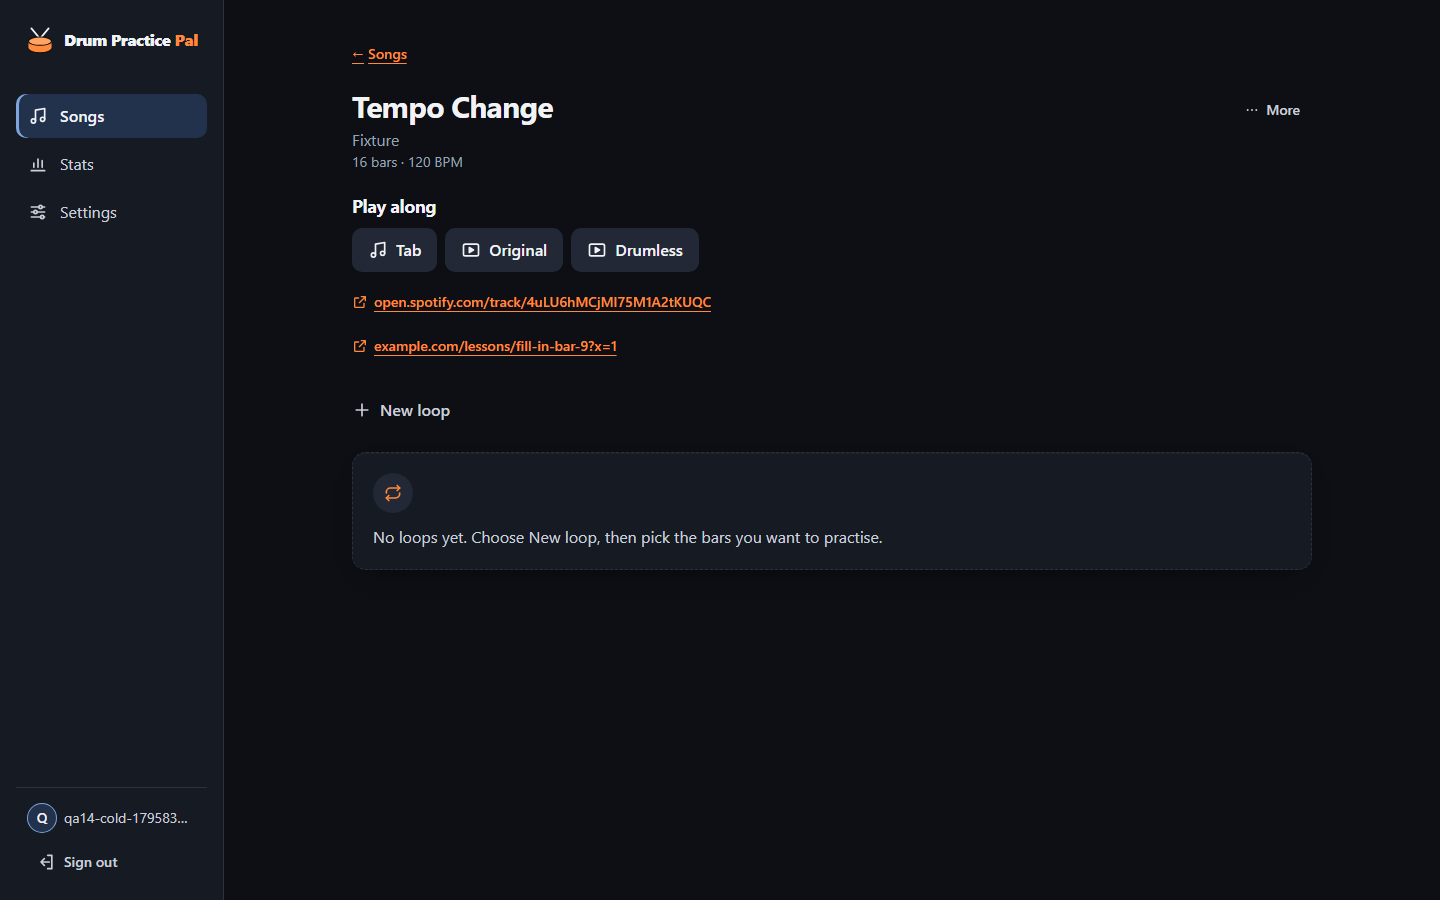 Drum Practice Pal
Songs
Stats
Settings
← Songs
Tempo Change
··· More
Fixture
16 bars · 120 BPM
Play along
Tab
Original
Drumless
open.spotify.com/track/4uLU6hMCjMI75M1A2tKUQC
example.com/lessons/fill-in-bar-9?x=1
+ New loop
No loops yet. Choose New loop, then pick the bars you want to practise.
Q
qa14-cold-179583...
Sign out